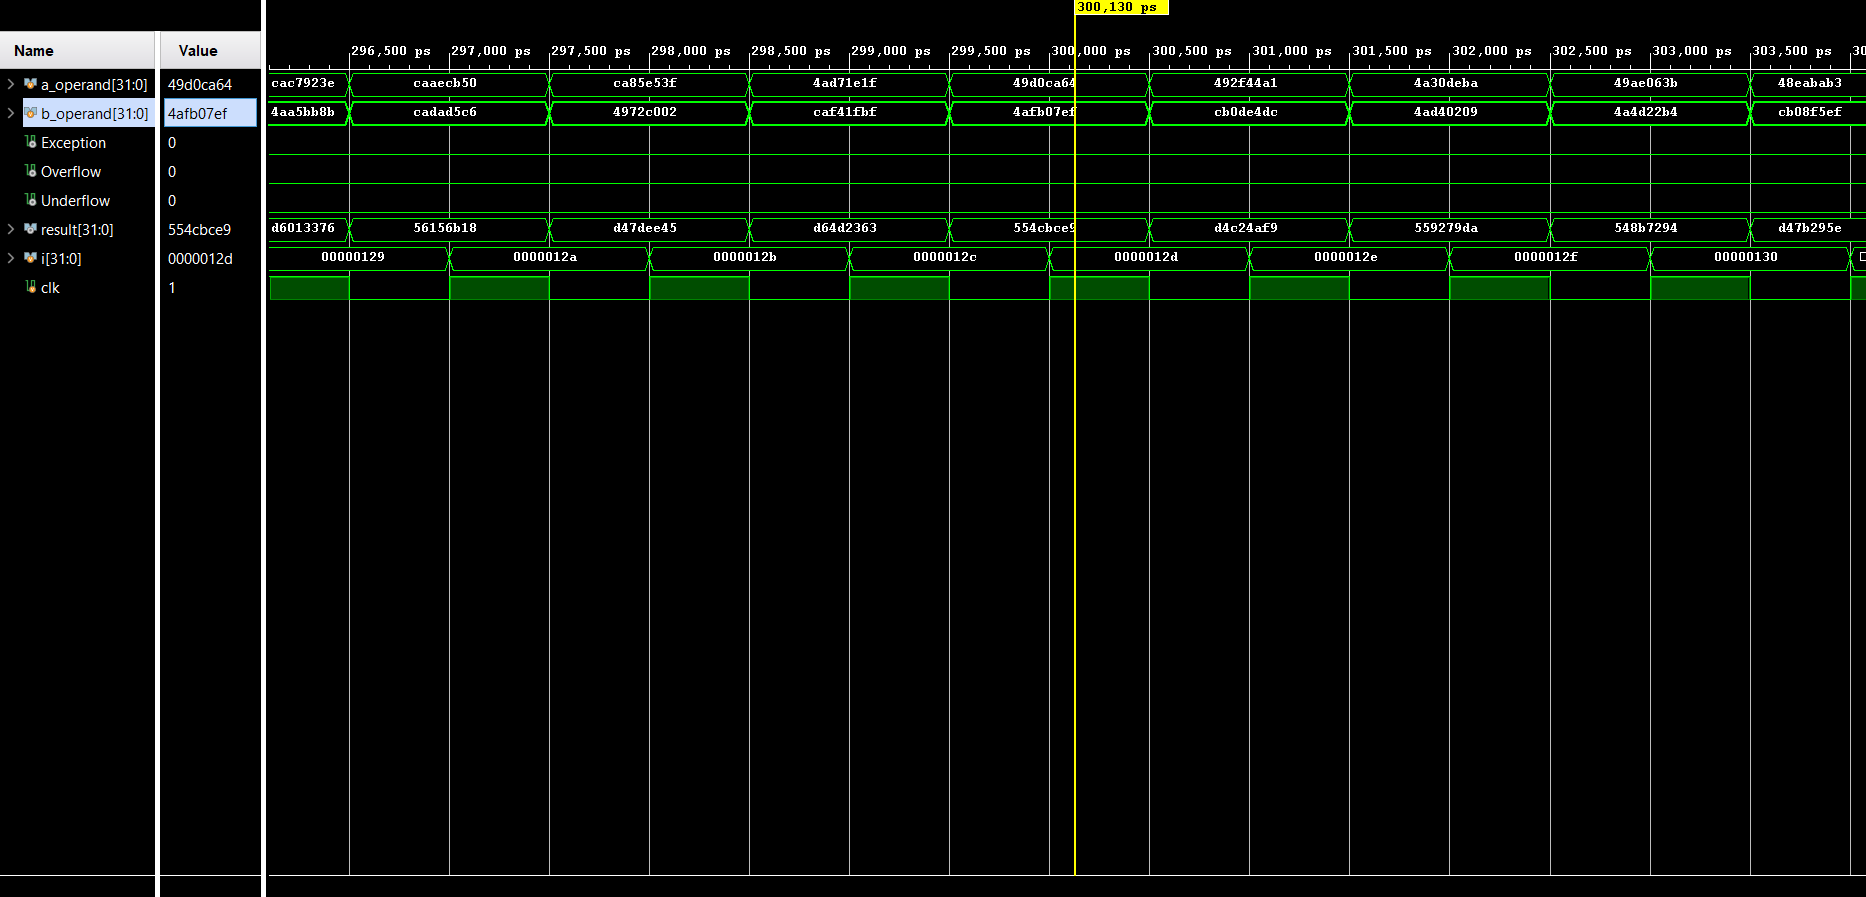 300,130 ps
Name Value 296,500 ps 297,000 ps 297,500 ps 298,000 ps 298,500 ps 299,000 ps 299,500 ps 300,000 ps 300,500 ps 301,000 ps 301,500 ps 302,000 ps 302,500 ps 303,000 ps 303,500 ps 30
a_operand[31:0] 49d0ca64 cac7923e caaecb50 ca85e53f 4ad71e1f 49d0ca64 492f44a1 4a30deba 49ae063b 48eabab3
b_operand[31:0] 4afb07ef 4aa5bb8b cadad5c6 4972c002 caf41fbf 4afb07ef cb0de4dc 4ad40209 4a4d22b4 cb08f5ef
Exception 0
Overflow 0
Underflow 0
result[31:0] 554cbce9 d6013376 56156b18 d47dee45 d64d2363 554cbce9 d4c24af9 559279da 548b7294 d47b295e
i[31:0] 0000012d 00000129 0000012a 0000012b 0000012c 0000012d 0000012e 0000012f 00000130
clk 1